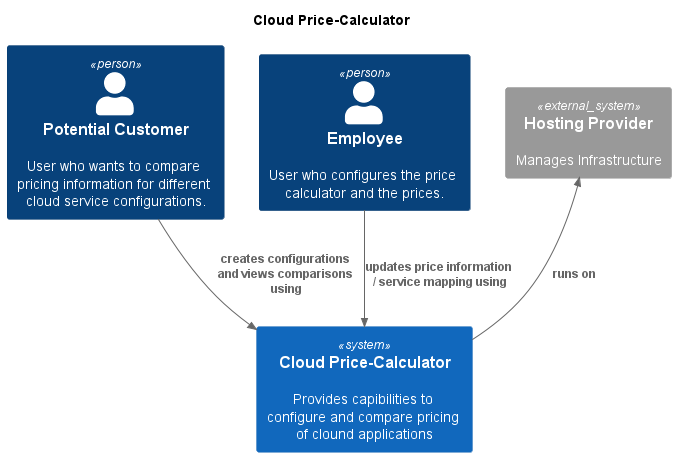 Cloud Price-Calculator
«person»
Potential Customer
User who wants to compare
pricing information for different
cloud service configurations.
«person»
Employee
User who configures the price
calculator and the prices.
«external_system»
Hosting Provider
Manages Infrastructure
creates configurations
and views comparisons
using
updates price information
/ service mapping using
runs on
«system»
Cloud Price-Calculator
Provides capibilities to
configure and compare pricing
of clound applications